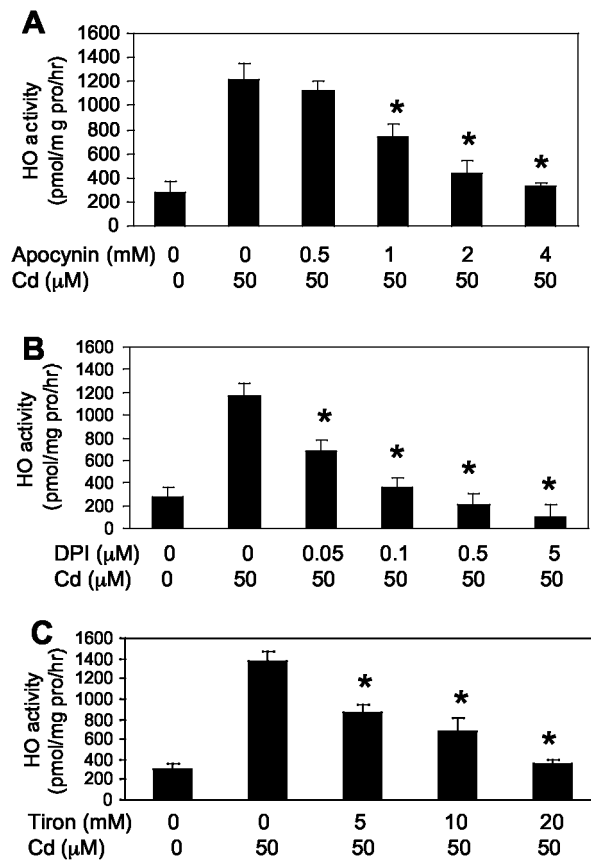 A
HO activity
(pmol/m g pro/hr)
1600
1400
1200
1000
800
600
400
200
0
* * *
Apocynin (mM) 0 0 0.5 1 2 4
Cd (μM) 0 50 50 50 50 50
B
HO activity
(pmol/mg pro/hr)
1600
1400
1200
1000
800
600
400
200
0
* * * *
DPI (μM) 0 0 0.05 0.1 0.5 5
Cd (μM) 0 50 50 50 50 50
C
HO activity
(pmol/mg pro/hr)
1600
1400
1200
1000
800
600
400
200
0
* * *
Tiron (mM) 0 0 5 10 20
Cd (μM) 0 50 50 50 50